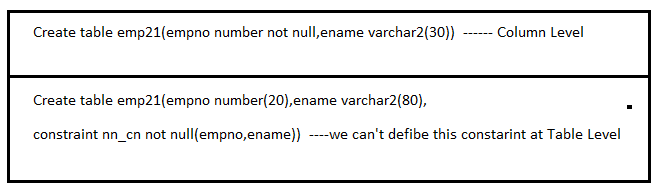 Create table emp21(empno number not null,ename varchar2(30)) ------ Column Level
Create table emp21(empno number(20),ename varchar2(80),
constraint nn_cn not null(empno,ename)) ----we can't defibe this constarint at Table Level